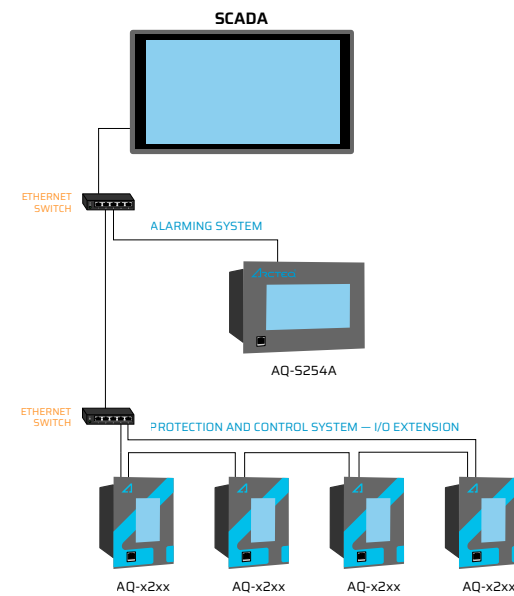 SCADA
ETHERNET
SWITCH
ALARMING SYSTEM
ARCTEQ
AQ-S254A
ETHERNET
SWITCH
PROTECTION AND CONTROL SYSTEM — I/O EXTENSION
AQ-x2xx AQ-x2xx AQ-x2xx AQ-x2xx